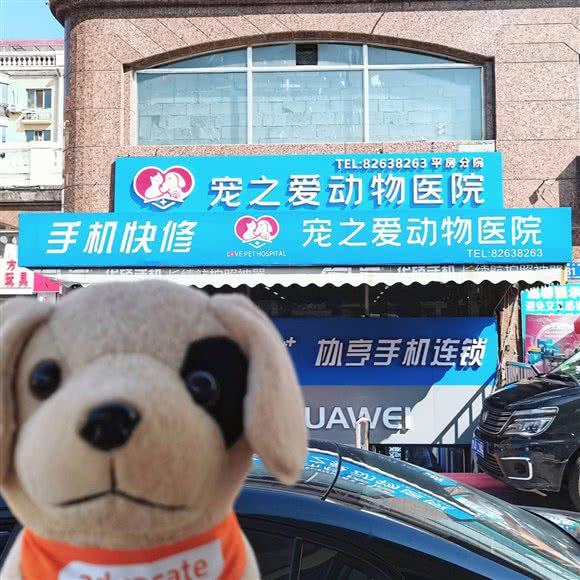 TEL:82638263 平房分院
宠之爱动物医院
手机快修
LOVE PET HOSPITAL
宠之爱动物医院
TEL:82638263
协亨手机连锁
HUAWEI
advocate